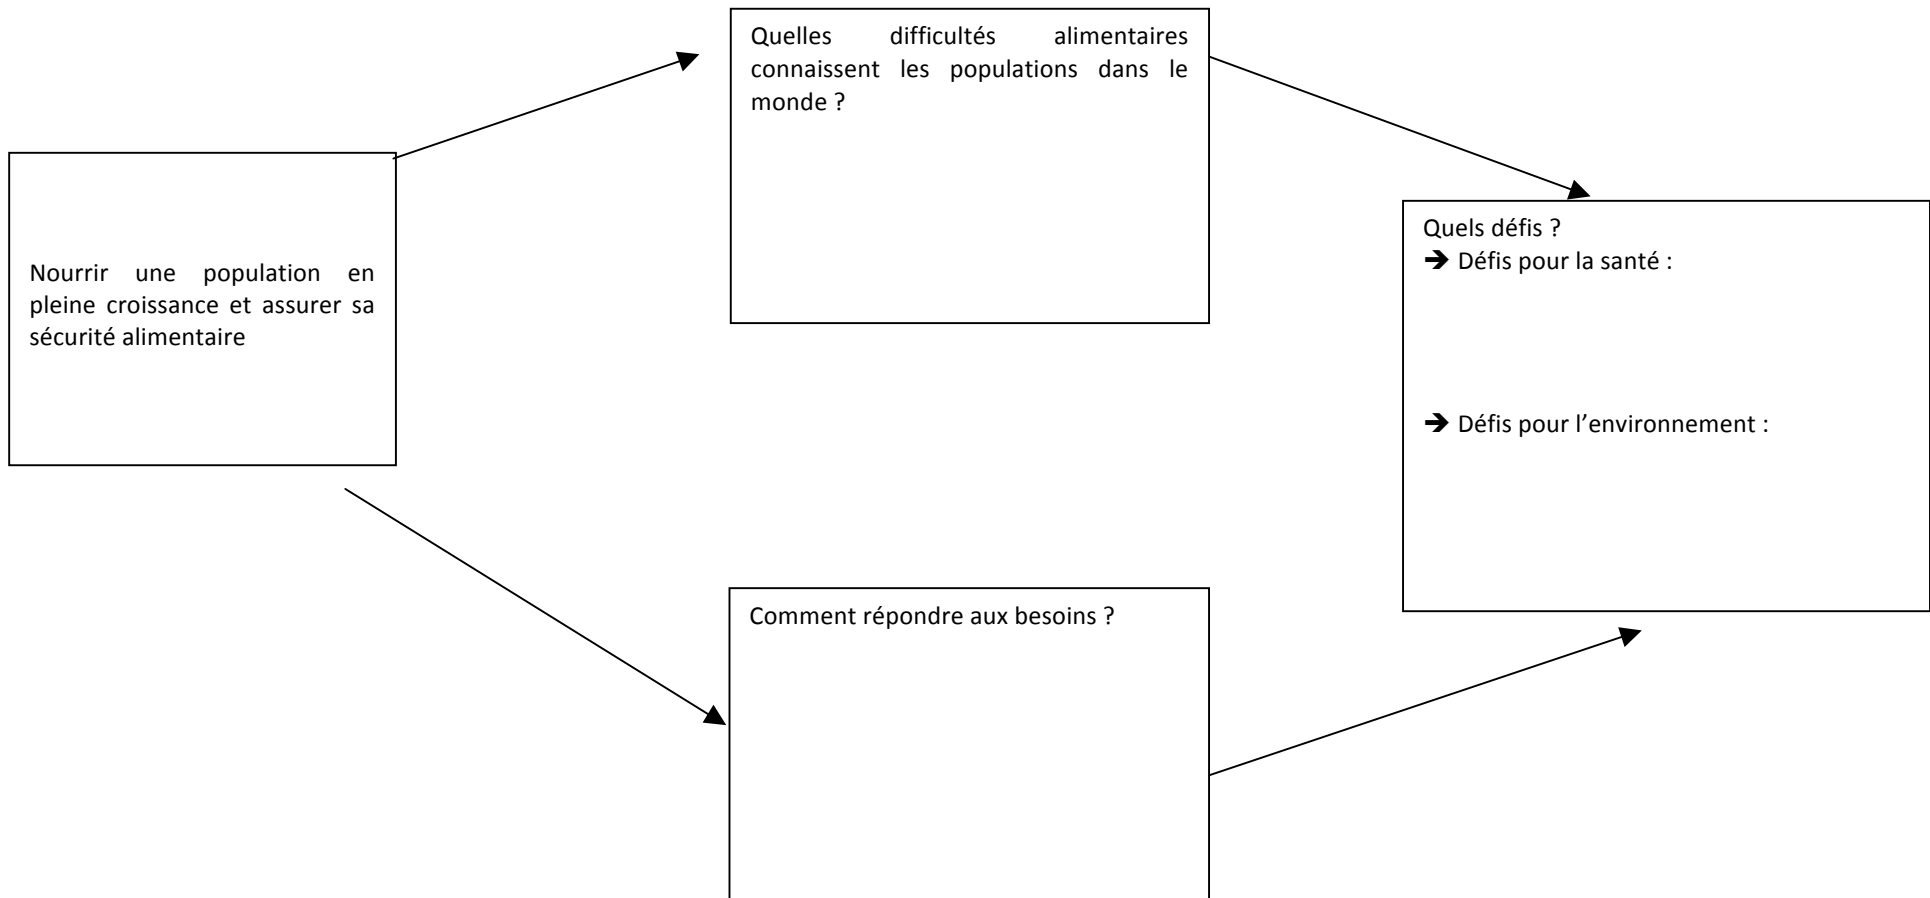 Quelles difficultés alimentaires
connaissent les populations dans le
monde ?
Nourrir une population en
pleine croissance et assurer sa
sécurité alimentaire
Quels défis ?
➔ Défis pour la santé :
➔ Défis pour l’environnement :
Comment répondre aux besoins ?